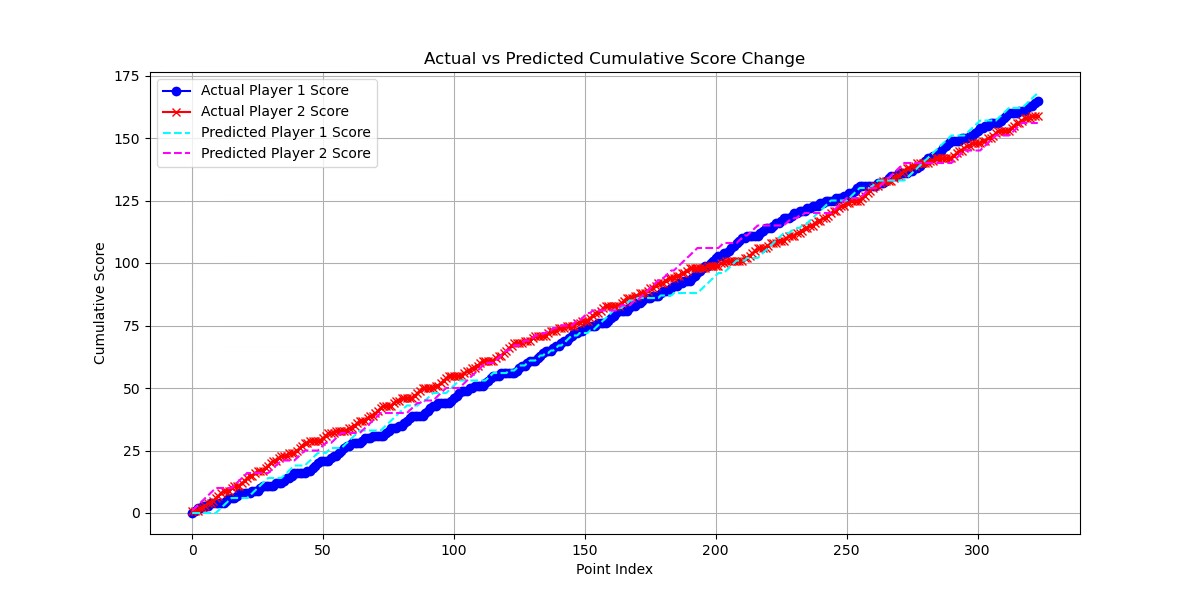 Actual vs Predicted Cumulative Score Change
Actual Player 1 Score
Actual Player 2 Score
Predicted Player 1 Score
Predicted Player 2 Score
Cumulative Score
175
150
125
100
75
50
25
0
0 50 100 150 200 250 300
Point Index